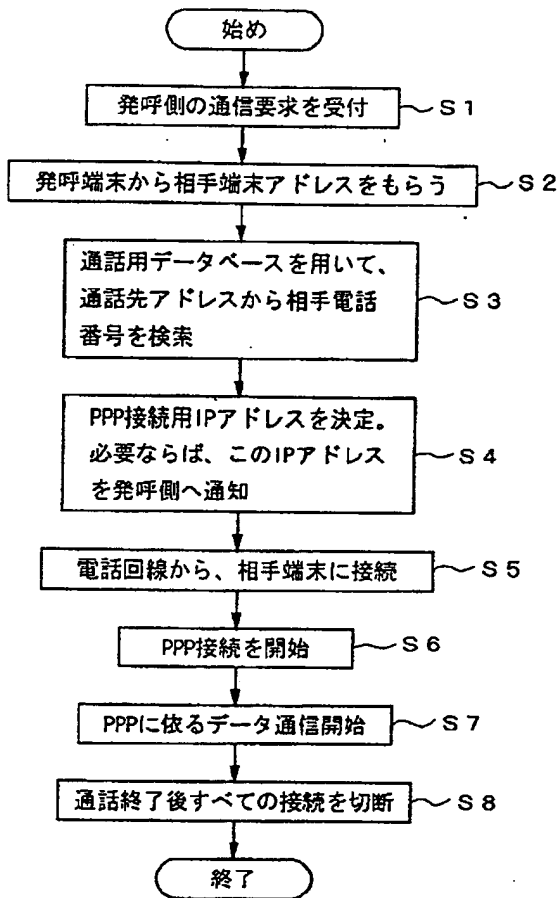 始め
発呼側の通信要求を受付
S1
発呼端末から相手端末アドレスをもらう
S2
通話用データベースを用いて、
通話先アドレスから相手電話
番号を検索
S3
PPP接続用IPアドレスを決定。
必要ならば、このIPアドレス
を発呼側へ通知
S4
電話回線から、相手端末に接続
S5
PPP接続を開始
S6
PPPに依るデータ通信開始
S7
通話終了後すべての接続を切断
S8
終了